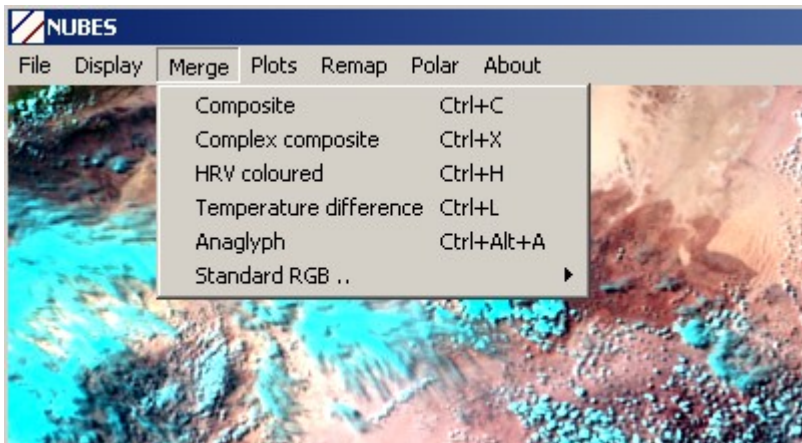 NUBES
File Display Merge Plots Remap Polar About
Composite Ctrl+C
Complex composite Ctrl+X
HRV coloured Ctrl+H
Temperature difference Ctrl+L
Anaglyph Ctrl+Alt+A
Standard RGB ..